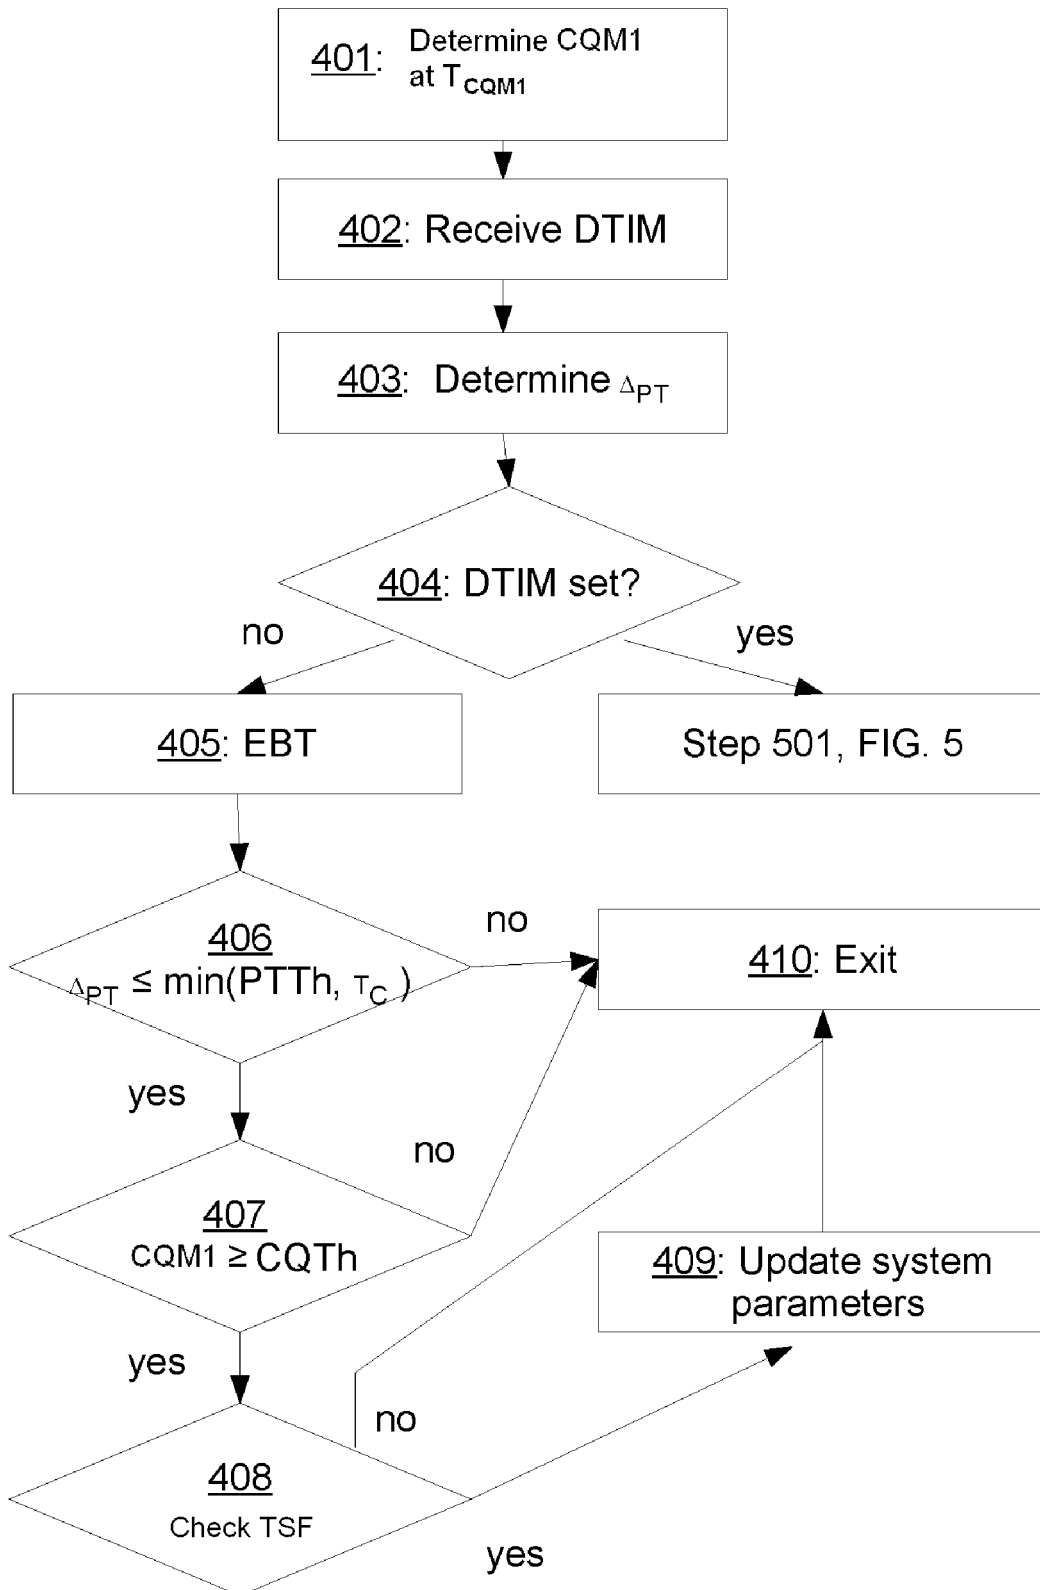 401: Determine CQM1
at TCQM1
402: Receive DTIM
403: Determine ΔPT
404: DTIM set?
no
yes
405: EBT
Step 501, FIG. 5
406
ΔPT ≤ min(PTTh, τC)
no
410: Exit
yes
no
407
CQM1 ≥ CQTh
409: Update system
parameters
yes
no
408
Check TSF
yes